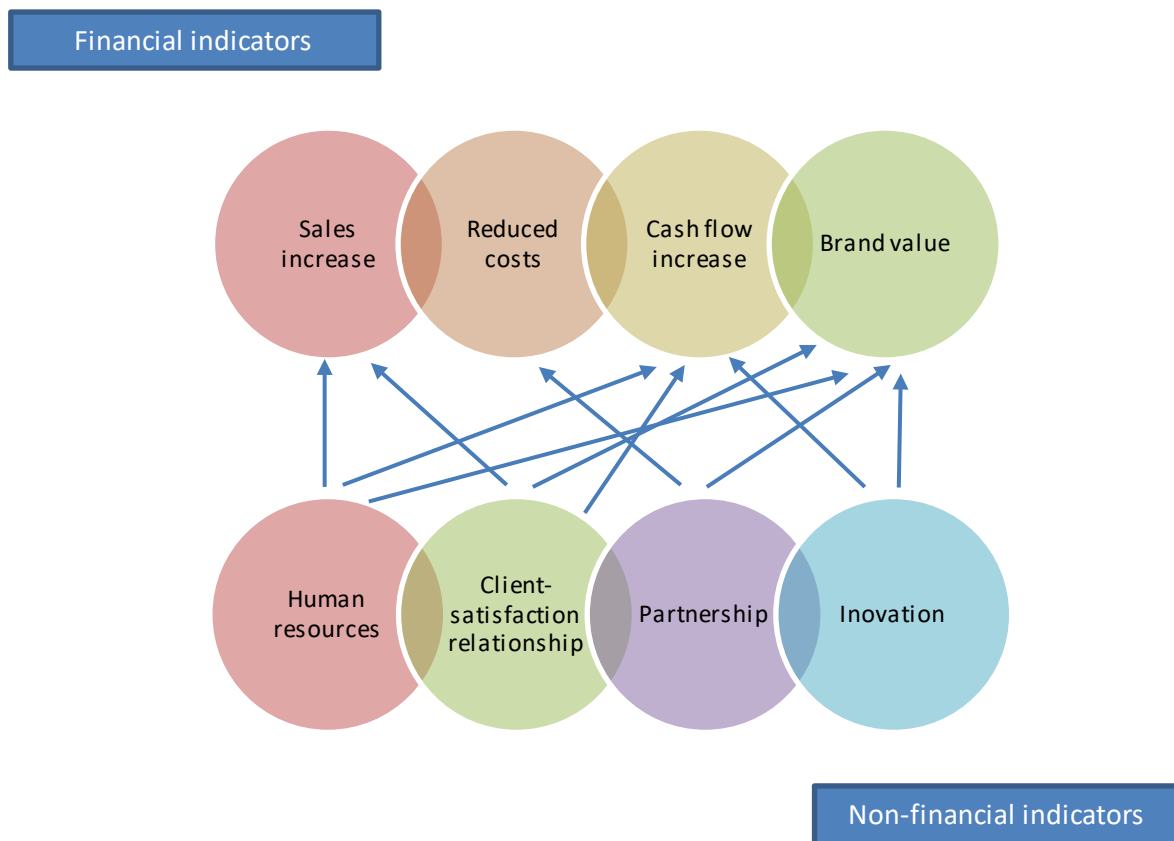 Financial indicators
Sales
increase
Reduced
costs
Cash flow
increase
Brand value
Human
resources
Client-
satisfaction
relationship
Partnership
Inovation
Non-financial indicators